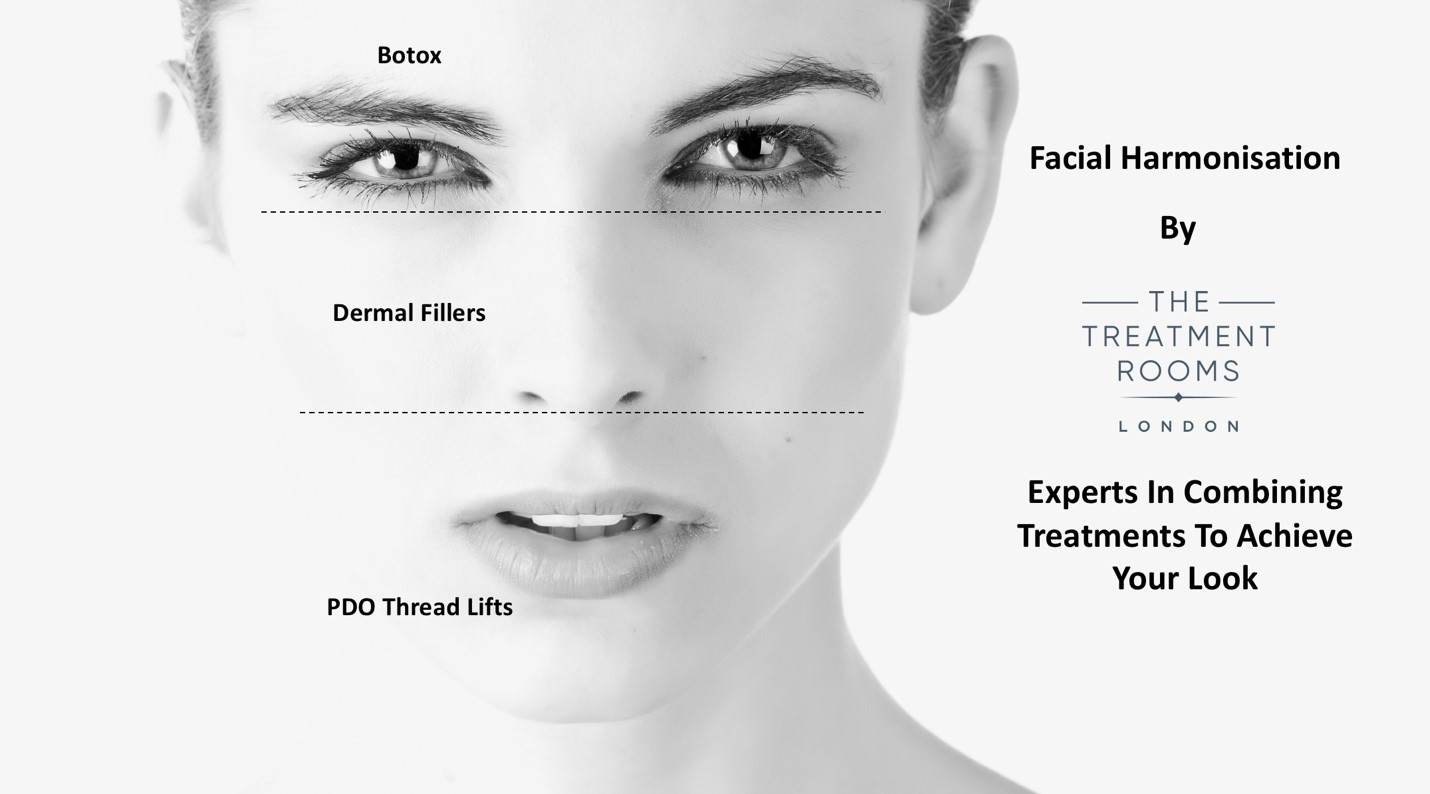 Botox
Dermal Fillers
PDO Thread Lifts
Facial Harmonisation
By
THE
TREATMENT
ROOMS
LONDON
Experts In Combining
Treatments To Achieve
Your Look